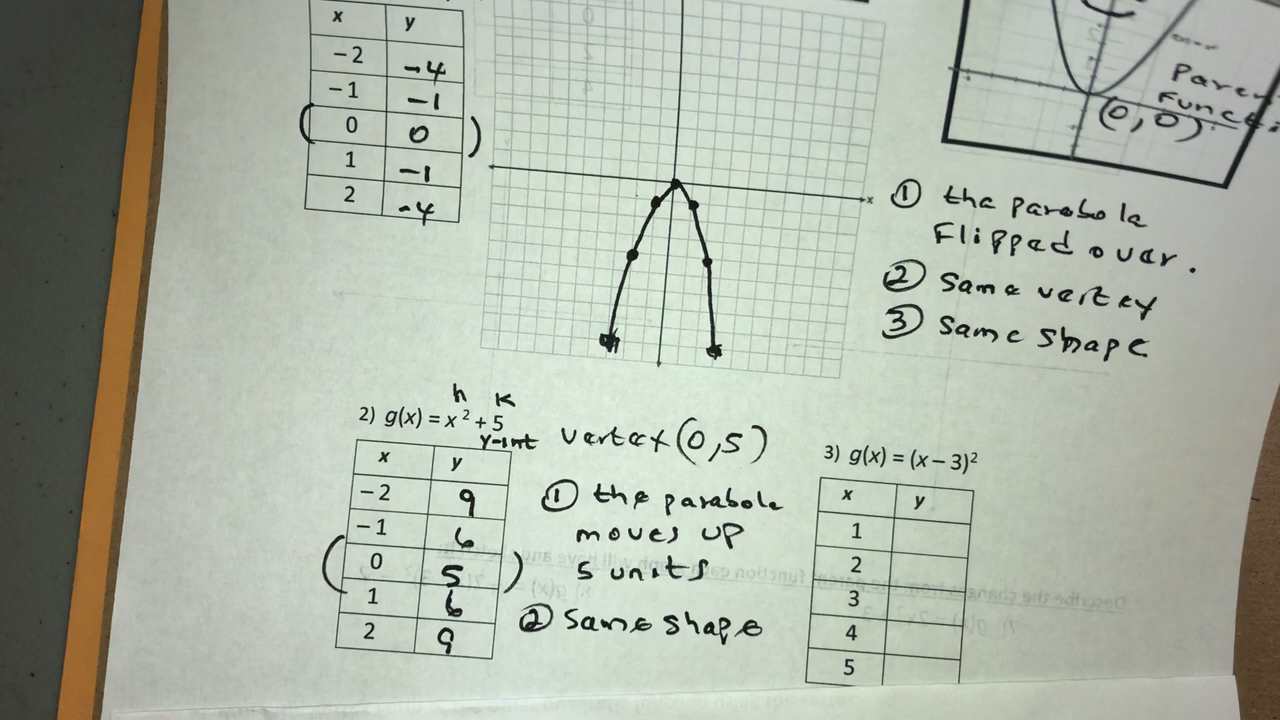 x y
-2 -4
-1 -1
( 0 0 )
1 -1
2 -4
x
(0,0)
① the parabola
Flipped over.
② Same vertex
③ Same shape
h K
2) g(x) = x² + 5
y-int
vertex (0,5)
x y
-2 9
-1 6
( 0 5 )
1 6
2 9
① the parabola
moves up
5 units
② Same shape
3) g(x) = (x – 3)²
x y
1
2
3
4
5